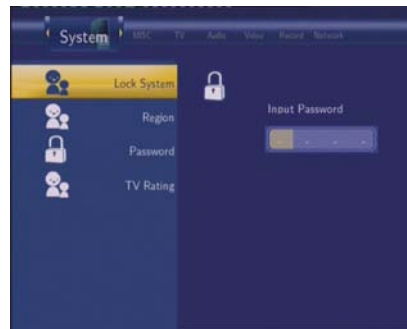 System MISC TV Audio Video Record Network
Lock System
Region
Password
TV Rating
Input Password
- - - -